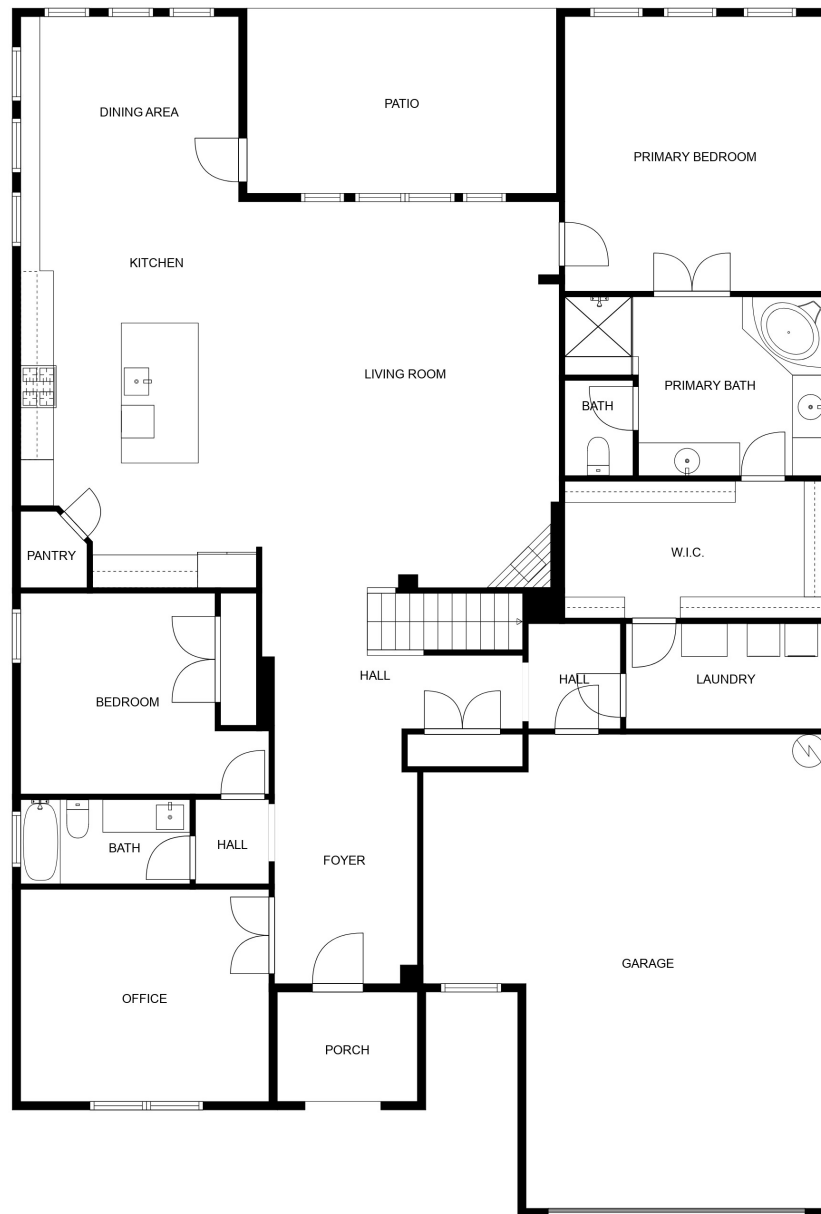 DINING AREA
PATIO
PRIMARY BEDROOM
KITCHEN
LIVING ROOM
PRIMARY BATH
BATH
PANTRY
W.I.C.
HALL
HALL
LAUNDRY
BEDROOM
BATH
HALL
FOYER
GARAGE
OFFICE
PORCH